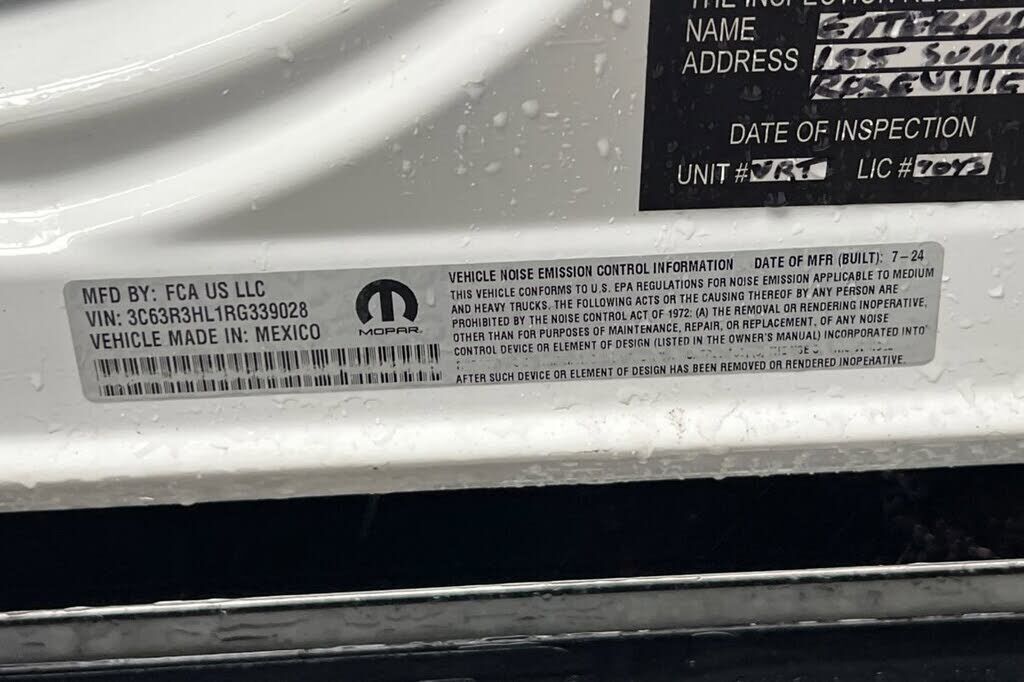 THE INSPECTION
NAME
ADDRESS 155
ROSEVILLE
DATE OF INSPECTION
UNIT # VRT LIC #
MFD BY: FCA US LLC
VIN: 3C63R3HL1RG339028
VEHICLE MADE IN: MEXICO
MOPAR
VEHICLE NOISE EMISSION CONTROL INFORMATION DATE OF MFR (BUILT): 7-24
THIS VEHICLE CONFORMS TO U.S. EPA REGULATIONS FOR NOISE EMISSION APPLICABLE TO MEDIUM
AND HEAVY TRUCKS. THE FOLLOWING ACTS OR THE CAUSING THEREOF BY ANY PERSON ARE
PROHIBITED BY THE NOISE CONTROL ACT OF 1972: (A) THE REMOVAL OR RENDERING INOPERATIVE,
OTHER THAN FOR PURPOSES OF MAINTENANCE, REPAIR, OR REPLACEMENT, OF ANY NOISE
CONTROL DEVICE OR ELEMENT OF DESIGN (LISTED IN THE OWNER'S MANUAL) INCORPORATED INTO
AFTER SUCH DEVICE OR ELEMENT OF DESIGN HAS BEEN REMOVED OR RENDERED INOPERATIVE.